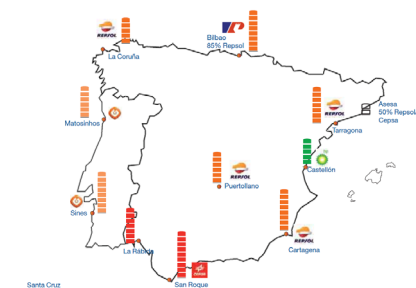 REPSOL
La Coruña
Bilbao
85% Repsol
Matosinhos
REPSOL
Asesa
50% Repsol
Cepsa
Tarragona
bp
Castellón
REPSOL
Puertollano
Sines
REPSOL
Cartagena
La Rábida
San Roque
Santa Cruz